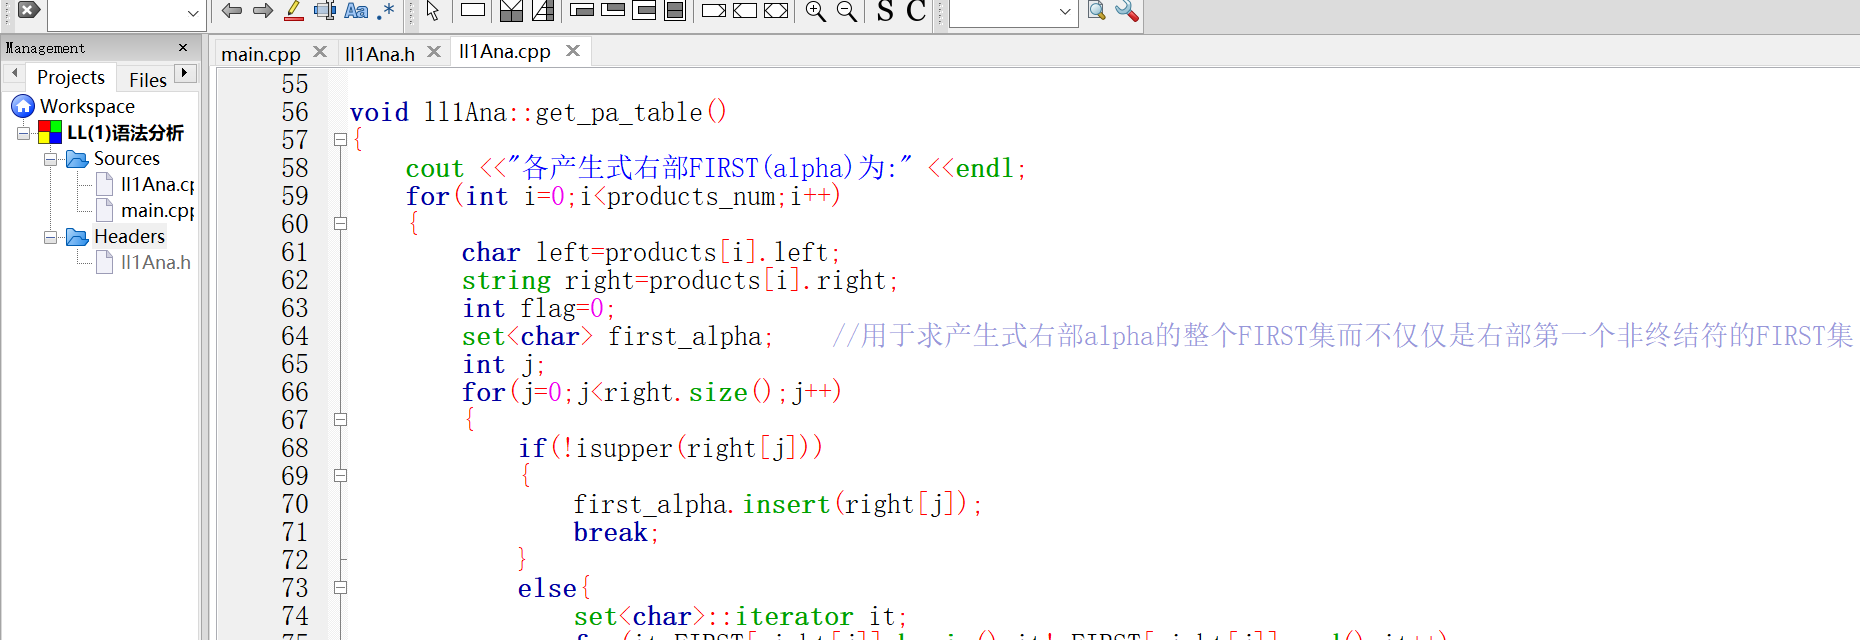 Aa .*
S C
Management ×
Projects Files
Workspace
LL(1)语法分析
Sources
ll1Ana.cp
main.cpp
Headers
ll1Ana.h
main.cpp ll1Ana.h ll1Ana.cpp
55
56 void ll1Ana::get_pa_table()
57 {
58 cout <<"各产生式右部FIRST(alpha)为:" <<endl;
59 for(int i=0;i<products_num;i++)
60 {
61 char left=products[i].left;
62 string right=products[i].right;
63 int flag=0;
64 set<char> first_alpha; //用于求产生式右部alpha的整个FIRST集而不仅仅是右部第一个非终结符的FIRST集
65 int j;
66 for(j=0;j<right.size();j++)
67 {
68 if(!isupper(right[j]))
69 {
70 first_alpha.insert(right[j]);
71 break;
72 }
73 else{
74 set<char>::iterator it;